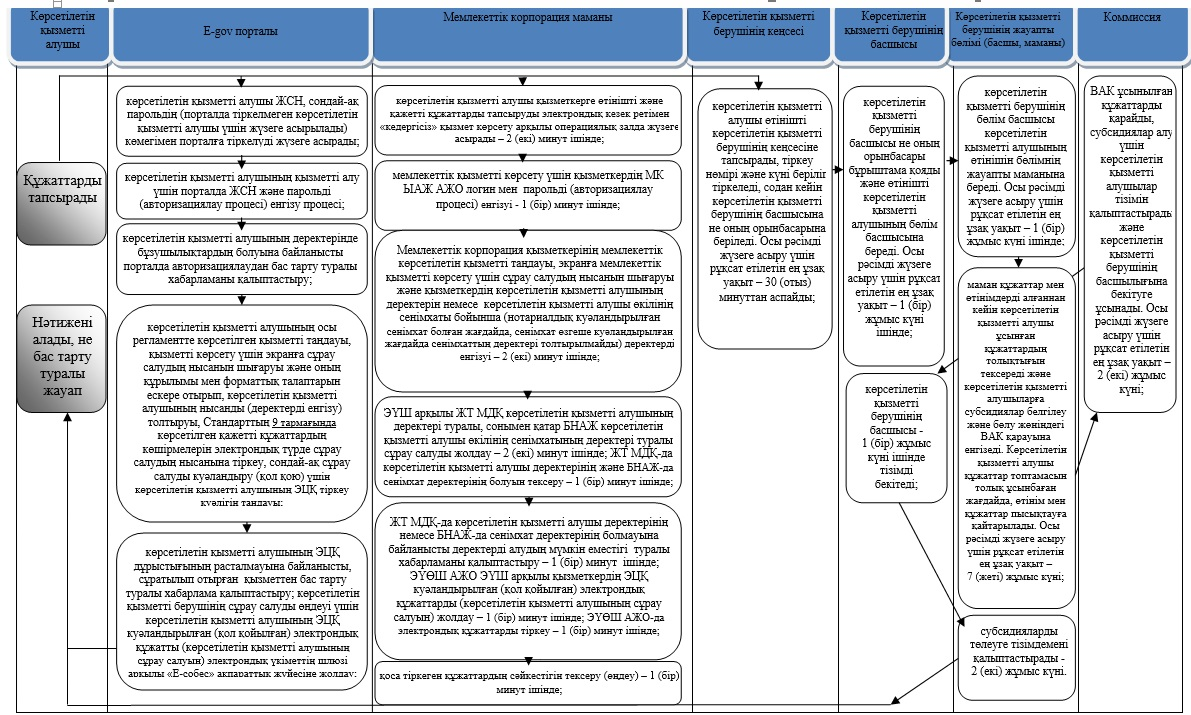 Көрсетілетін
қызметті
алушы
E-gov порталы
Мемлекеттік корпорация маманы
Көрсетілетін қызметті
берушінің кеңсесі
Көрсетілетін
қызметті берушінің
басшысы
Көрсетілетін қызметті
берушінің жауапты
бөлімі (басшы, маманы)
Коммиссия
Құжаттарды
тапсырады
Нәтижені
алады, не
бас тарту
туралы
жауап
көрсетілетін қызметті алушы ЖСН, сондай-ақ
парольдің (порталда тіркелмеген көрсетілетін
қызметті алушы үшін жүзеге асырылады)
көмегімен порталға тіркелуді жүзеге асырады;
көрсетілетін қызметті алушының қызметті алу
үшін порталда ЖСН және парольді
(авторизациялау процесі) енгізу процесі;
көрсетілетін қызметті алушының деректерінде
бұзушылықтардың болуына байланысты
порталда авторизациялаудан бас тарту туралы
хабарламаны қалыптастыру;
көрсетілетін қызметті алушының осы
регламентте көрсетілген қызметті таңдауы,
қызметті көрсету үшін экранға сұрау
салудың нысанын шығаруы және оның
құрылымы мен форматтық талаптарын
ескере отырып, көрсетілетін қызметті
алушының нысанды (деректерді енгізу)
толтыруы, Стандарттың 9 тармағында
көрсетілген қажетті құжаттардың
көшірмелерін электрондық түрде сұрау
салудың нысанына тіркеу, сондай-ақ сұрау
салуды куәландыру (қол қою) үшін
көрсетілетін қызметті алушының ЭЦҚ тіркеу
куәлігін таңдауы;
көрсетілетін қызметті алушының ЭЦҚ
дұрыстығының расталмауына байланысты,
сұратылып отырған қызметтен бас тарту
туралы хабарлама қалыптастыру; көрсетілетін
қызметті берушінің сұрау салуды өңдеуі үшін
көрсетілетін қызметті алушының ЭЦҚ
куәландырылған (қол қойылған) электрондық
құжатты (көрсетілетін қызметті алушының
сұрау салуын) электрондық үкіметтің шлюзі
арқылы «Е-собес» ақпараттық жүйесіне жолдау;
көрсетілетін қызметті алушы қызметкерге өтінішті және
қажетті құжаттарды тапсыруды электрондық кезек ретімен
«кедергісіз» қызмет көрсету арқылы операциялық залда жүзеге
асырады – 2 (екі) минут ішінде;
мемлекеттік қызметті көрсету үшін қызметкердің МК
ЫАЖ АЖО логин мен парольді (авторизациялау
процесі) енгізуі - 1 (бір) минут ішінде;
Мемлекеттік корпорация қызметкерінің мемлекеттік
көрсетілетін қызметті таңдауы, экранға мемлекеттік
қызметті көрсету үшін сұрау салудың нысанын шығаруы
және қызметкердің көрсетілетін қызметті алушының
деректерін немесе көрсетілетін қызметті алушы өкілінің
сенімхаты бойынша (нотариалдық куәландырылған
сенімхат болған жағдайда, сенімхат өзгеше куәландырылған
жағдайда сенімхаттың деректері толтырылмайды) деректерді
енгізуі – 2 (екі) минут ішінде;
ЭҮШ арқылы ЖТ МДҚ көрсетілетін қызметті алушының
деректері туралы, сонымен қатар БНАЖ көрсетілетін
қызметті алушы өкілінің сенімхатының деректері туралы
сұрау салуды жолдау – 2 (екі) минут ішінде; ЖТ МДҚ-да
көрсетілетін қызметті алушы деректерінің және БНАЖ-да
сенімхат деректерінің болуын тексеру – 1 (бір) минут ішінде;
ЖТ МДҚ-да көрсетілетін қызметті алушы деректерінің
немесе БНАЖ-да сенімхат деректерінің болмауына
байланысты деректерді алудың мүмкін еместігі туралы
хабарламаны қалыптастыру – 1 (бір) минут ішінде;
ЭҮӨШ АЖО ЭҮШ арқылы қызметкердің ЭЦҚ
куәландырылған (қол қойылған) электрондық
құжаттарды (көрсетілетін қызметті алушының сұрау
салуын) жолдау – 1 (бір) минут ішінде; ЭҮӨШ АЖО-да
электрондық құжаттарды тіркеу – 1 (бір) минут ішінде;
қоса тіркеген құжаттардың сәйкестігін тексеру (өңдеу) – 1 (бір)
минут ішінде;
көрсетілетін қызметті
алушы өтінішті
көрсетілетін қызметті
берушінің кеңсесіне
тапсырады, тіркеу
нөмірі және күні беріліп
тіркеледі, содан кейін
көрсетілетін қызметті
берушінің басшысына
не оның орынбасарына
беріледі. Осы рәсімді
жүзеге асыру үшін
рұқсат етілетін ең ұзақ
уақыт – 30 (отыз)
минуттан аспайды;
көрсетілетін
қызметті
берушінің
басшысы не оның
орынбасары
бұрыштама қояды
және өтінішті
көрсетілетін қызметті
алушының бөлім
басшысына
береді. Осы
рәсімді жүзеге
асыру үшін рұқсат
етілетін ең ұзақ
уақыт – 1 (бір)
жұмыс күні
ішінде;
көрсетілетін
қызметті
берушінің
басшысы -
1 (бір) жұмыс
күні ішінде
тізімді
бекітеді;
көрсетілетін
қызметті берушінің
бөлім басшысы
көрсетілетін
қызметті алушының
өтінішін бөлімнің
жауапты маманына
береді. Осы рәсімді
жүзеге асыру үшін
рұқсат етілетін ең
ұзақ уақыт – 1 (бір)
жұмыс күні ішінде;
маман құжаттар мен
өтінімдерді алғаннан
кейін көрсетілетін
қызметті алушы
ұсынған
құжаттардың
толықтығын
тексереді және
көрсетілетін қызметті
алушыларға
субсидиялар белгілеу
және бөлу жөніндегі
ВАК қарауына
енгізеді. Көрсетілетін
қызметті алушы
құжаттар топтамасын
толық ұсынбаған
жағдайда, өтінім мен
құжаттар пысықтауға
қайтарылады. Осы
рәсімді жүзеге асыру
үшін рұқсат етілетін
ең ұзақ уақыт –
7 (жеті) жұмыс күні;
субсидияларды
төлеуге тізімдемені
қалыптастырады -
2 (екі) жұмыс күні.
ВАК ұсынылған
құжаттарды
қарайды,
субсидиялар алу
үшін
көрсетілетін
қызметті
алушылар
тізімін
қалыптастырады
және
көрсетілетін
қызметті
берушінің
басшылығына
бекітуге
ұсынады. Осы
рәсімді жүзеге
асыру үшін
рұқсат етілетін
ең ұзақ уақыт –
2 (екі) жұмыс
күні;